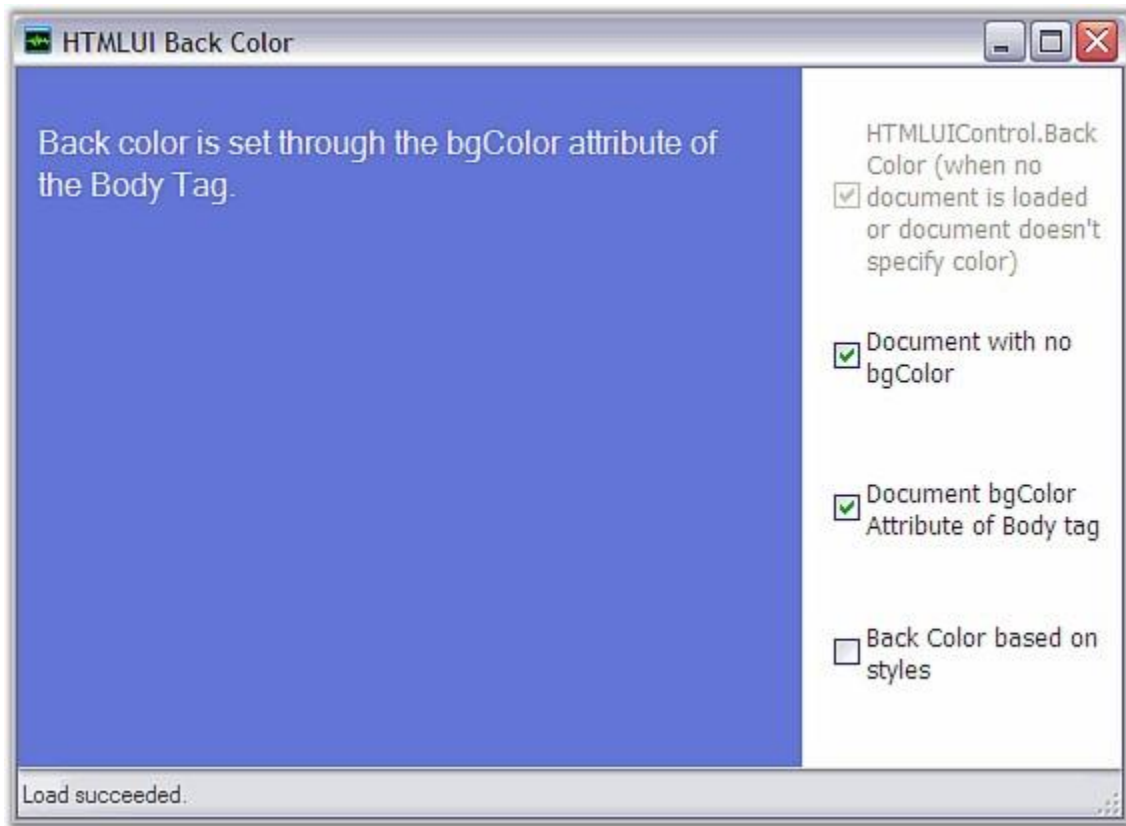 HTMLUI Back Color
Back color is set through the bgColor attribute of
the Body Tag.
HTMLUIControl.Back
Color (when no
document is loaded
or document doesn't
specify color)
Document with no
bgColor
Document bgColor
Attribute of Body tag
Back Color based on
styles
Load succeeded.